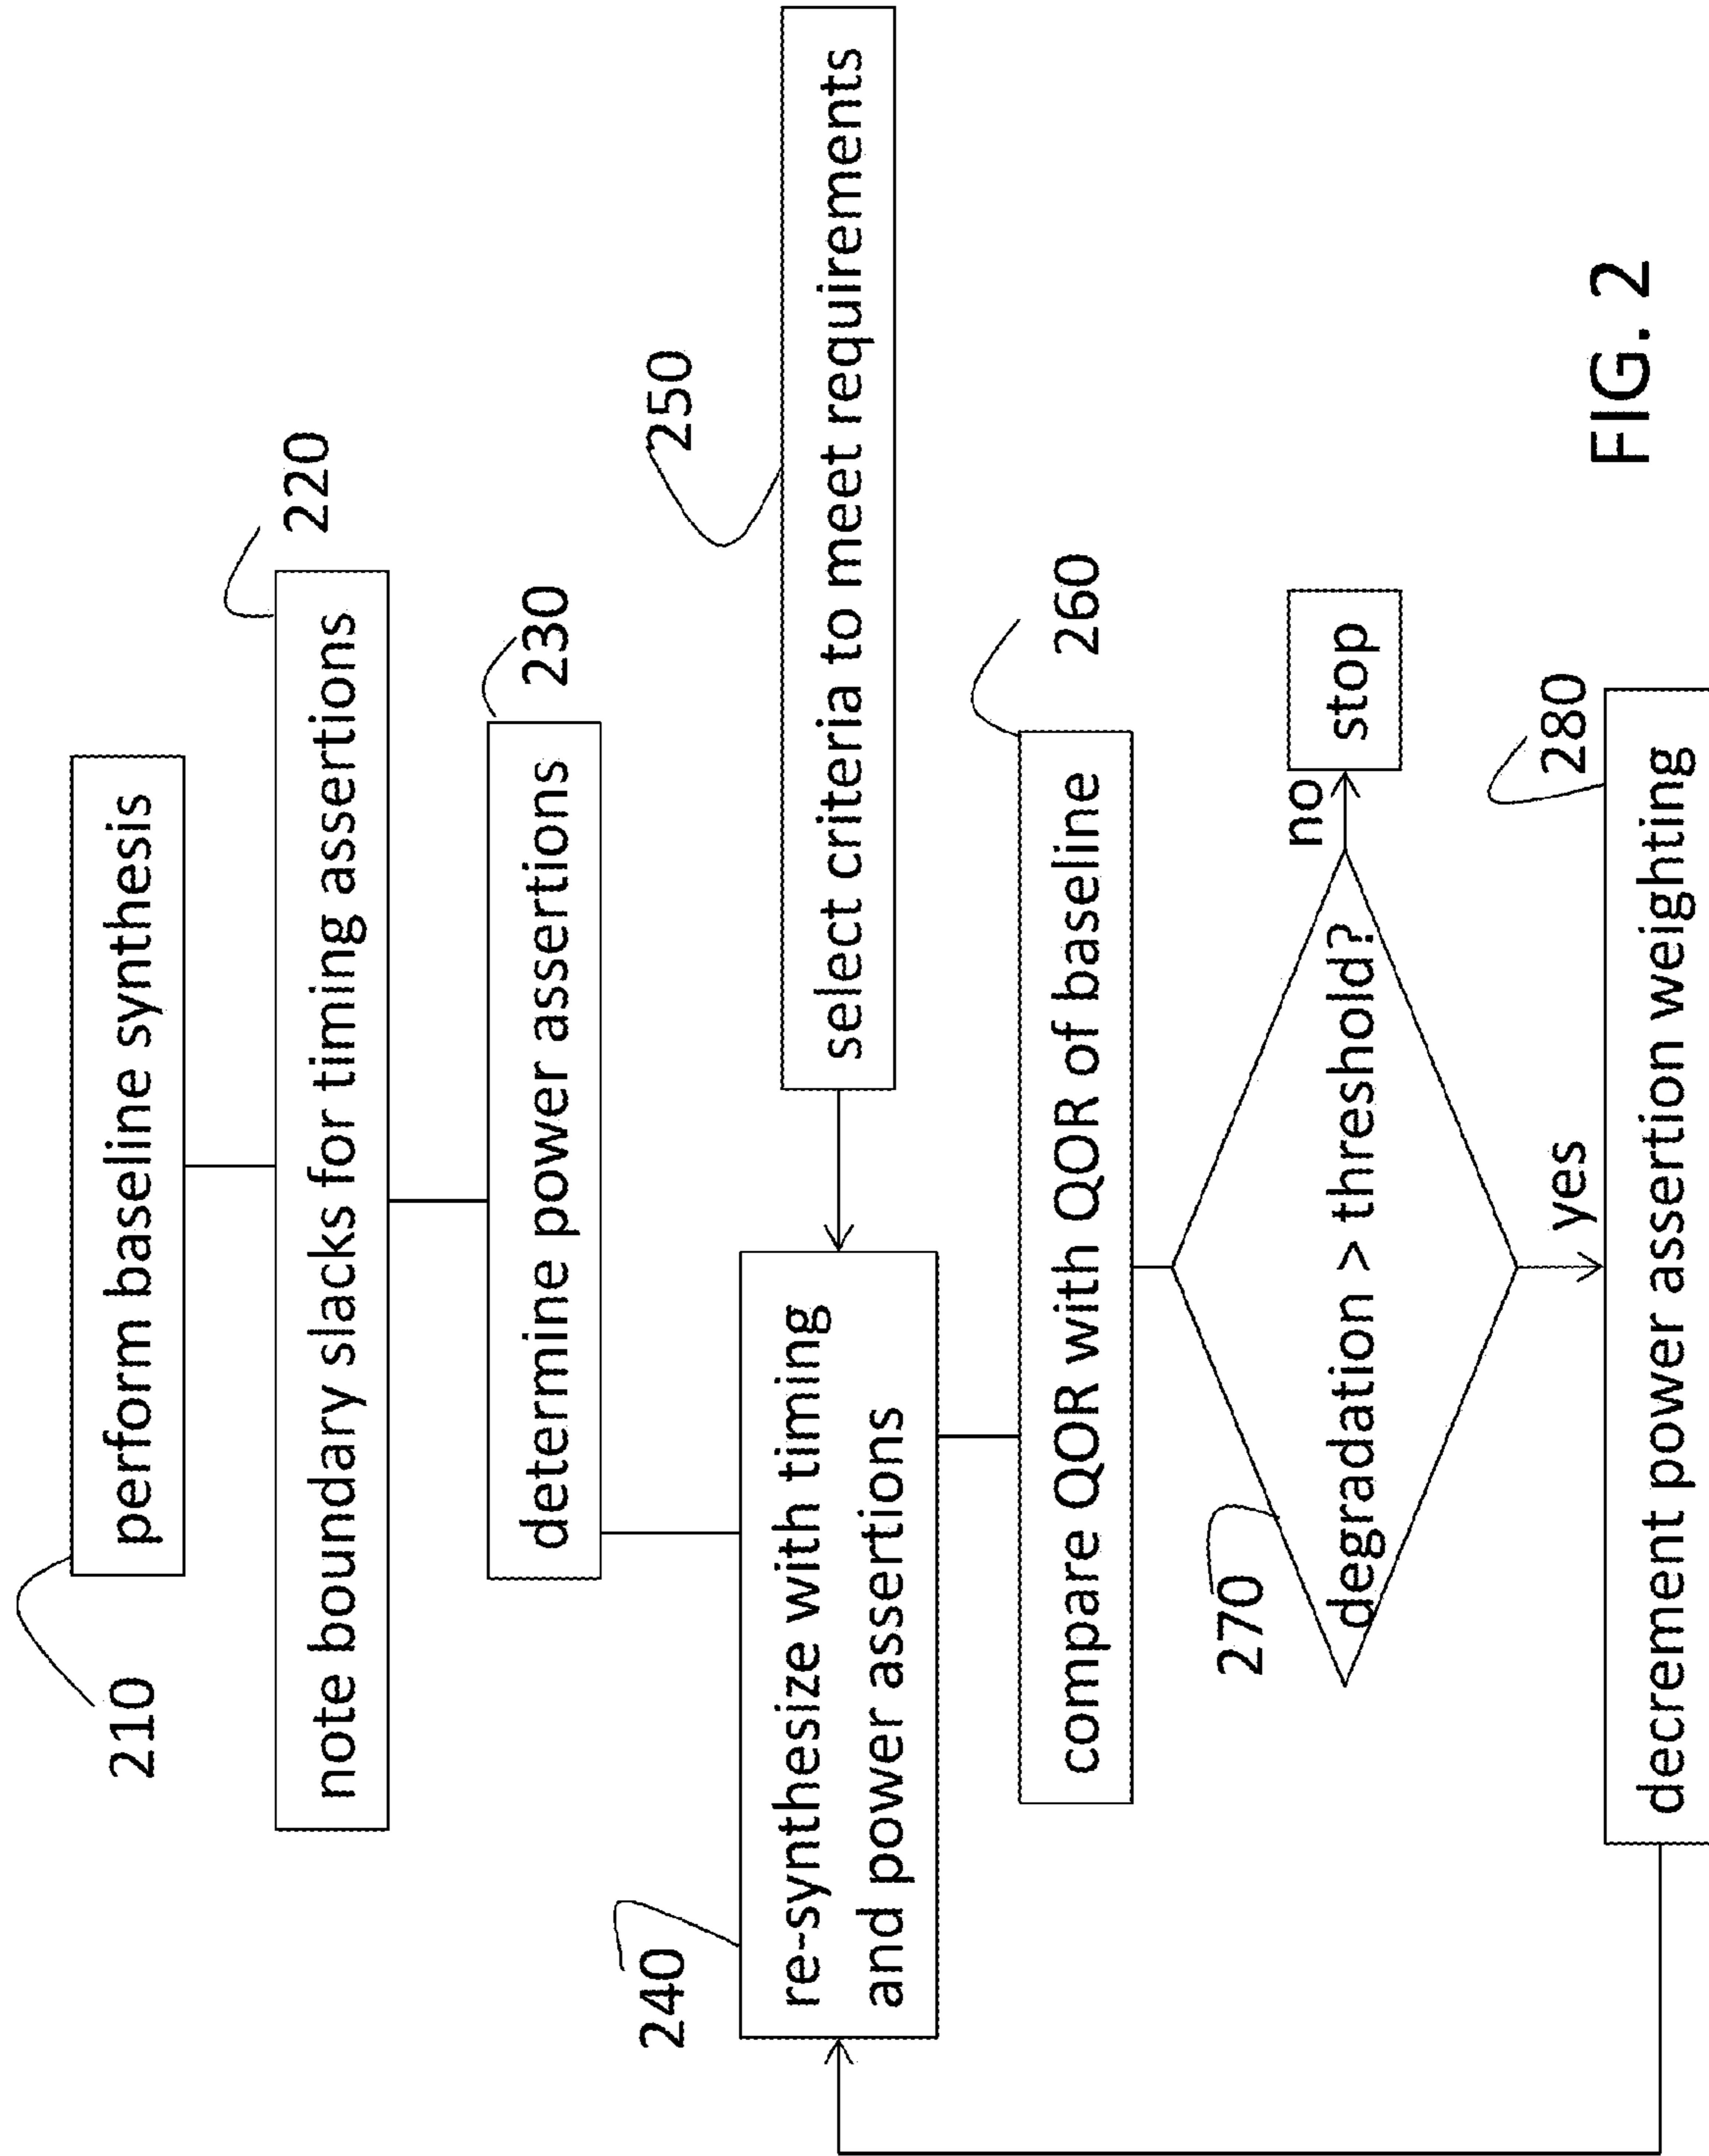 210
perform baseline synthesis
220
note boundary slacks for timing assertions
230
determine power assertions
240
re-synthesize with timing
and power assertions
250
select criteria to meet requirements
260
compare QOR with QOR of baseline
270
degradation > threshold?
no
stop
yes
280
decrement power assertion weighting
FIG. 2